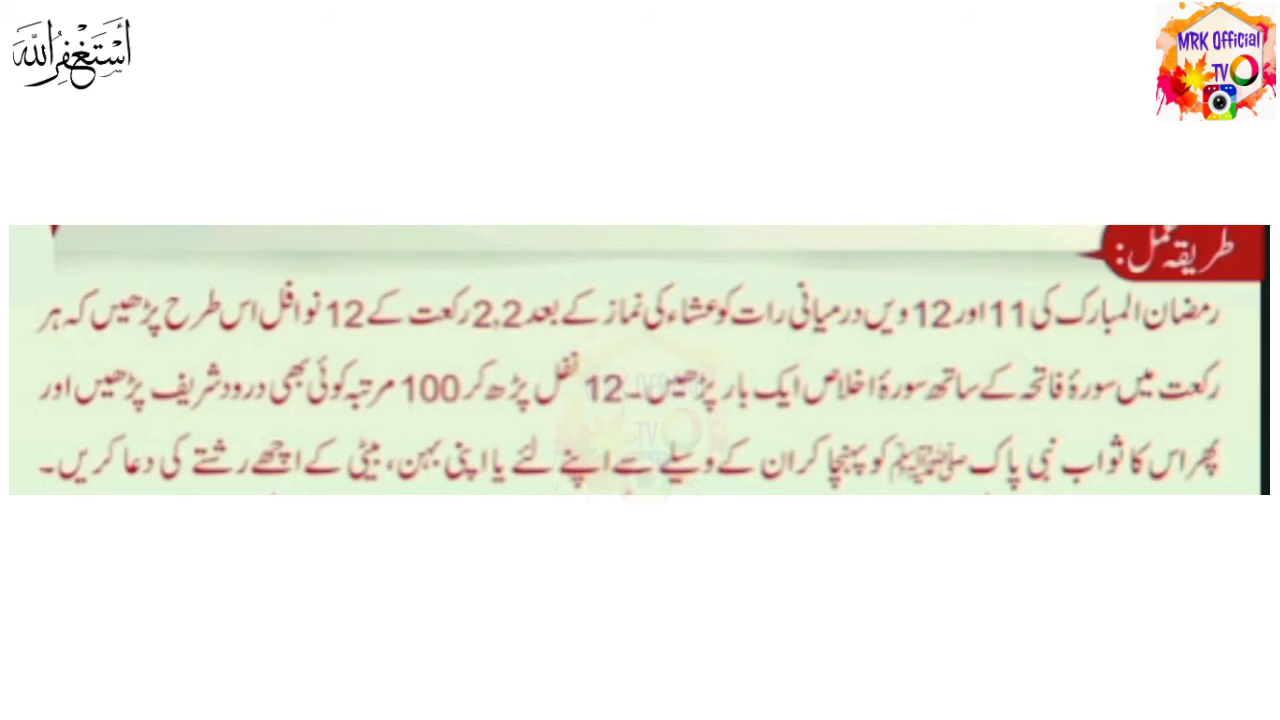 أَسْتَغْفِرُ اللّٰه
MRK Official
TV
طریقہ عمل:
رمضان المبارک کی 11 اور 12 ویں درمیانی رات کو عشاء کی نماز کے بعد 2,2 رکعت کے 12 نوافل اس طرح پڑھیں کہ ہر
رکعت میں سورۂ فاتحہ کے ساتھ سورۂ اخلاص ایک بار پڑھیں۔ 12 نفل پڑھ کر 100 مرتبہ کوئی بھی درود شریف پڑھیں اور
پھر اس کا ثواب نبی پاک ﷺ کو پہنچا کر ان کے وسیلے سے اپنے لئے یا اپنی بہن، بیٹی کے اچھے رشتے کی دعا کریں۔